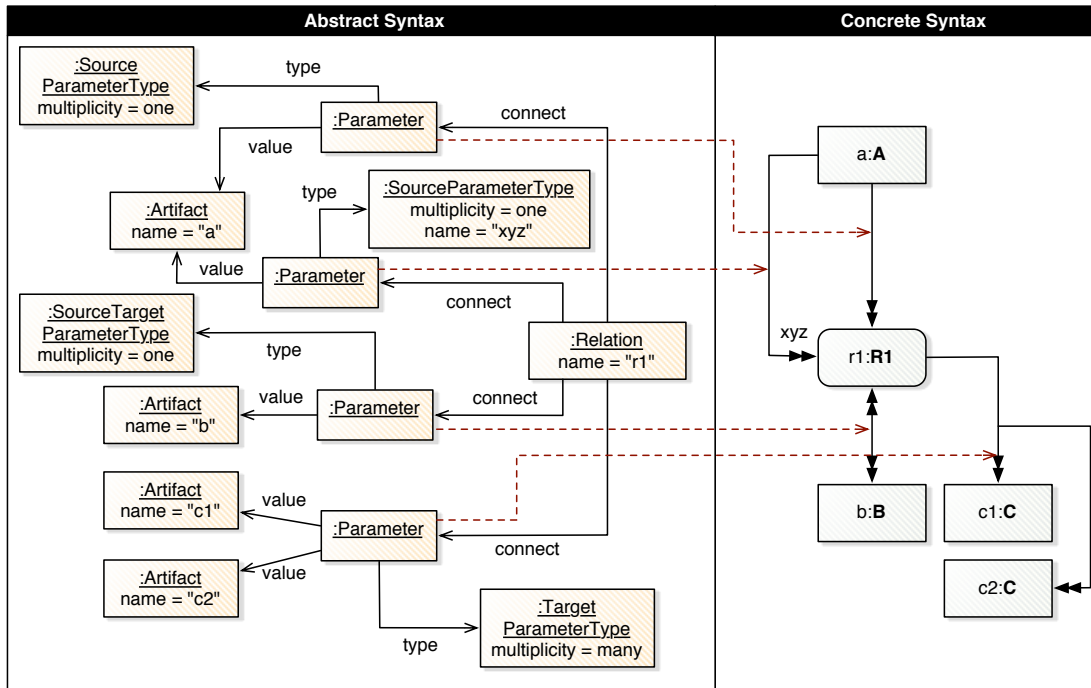 Abstract Syntax
Concrete Syntax
:Source
ParameterType
multiplicity = one
type
:Parameter
connect
value
:SourceParameterType
multiplicity = one
name = "xyz"
type
:Artifact
name = "a"
value
:Parameter
connect
:SourceTarget
ParameterType
multiplicity = one
type
:Relation
name = "r1"
:Artifact
name = "b"
value
:Parameter
connect
:Artifact
name = "c1"
value
:Parameter
connect
:Artifact
name = "c2"
value
type
:Target
ParameterType
multiplicity = many
a:A
xyz
r1:R1
b:B
c1:C
c2:C